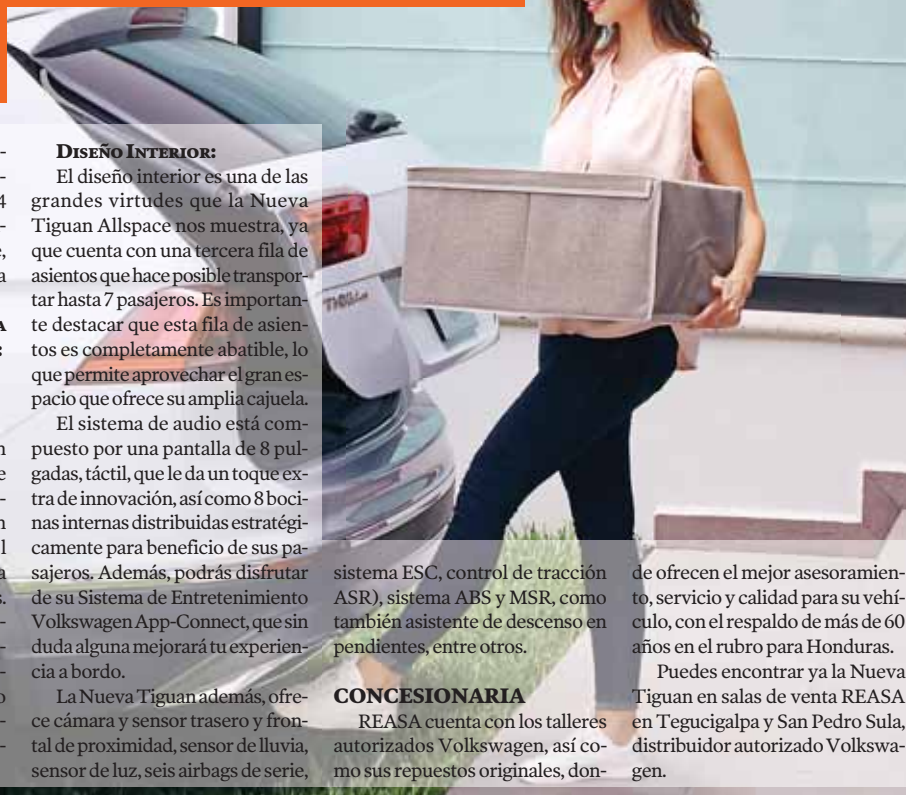 -
-
4
-
e,
a
A
:
n
e
-
n
l
a
s.
-
-
-
o
-
-
DISEÑO INTERIOR:
El diseño interior es una de las
grandes virtudes que la Nueva
Tiguan Allspace nos muestra, ya
que cuenta con una tercera fila de
asientos que hace posible transpor-
tar hasta 7 pasajeros. Es importan-
te destacar que esta fila de asien-
tos es completamente abatible, lo
que permite aprovechar el gran es-
pacio que ofrece su amplia cajuela.
El sistema de audio está com-
puesto por una pantalla de 8 pul-
gadas, táctil, que le da un toque ex-
tra de innovación, así como 8 boci-
nas internas distribuidas estratégi-
camente para beneficio de sus pa-
sajeros. Además, podrás disfrutar
de su Sistema de Entretenimiento
Volkswagen App-Connect, que sin
duda alguna mejorará tu experien-
cia a bordo.
La Nueva Tiguan además, ofre-
ce cámara y sensor trasero y fron-
tal de proximidad, sensor de lluvia,
sensor de luz, seis airbags de serie,
sistema ESC, control de tracción
ASR), sistema ABS y MSR, como
también asistente de descenso en
pendientes, entre otros.
CONCESIONARIA
REASA cuenta con los talleres
autorizados Volkswagen, así co-
mo sus repuestos originales, don-
de ofrecen el mejor asesoramien-
to, servicio y calidad para su vehí-
culo, con el respaldo de más de 60
años en el rubro para Honduras.
Puedes encontrar ya la Nueva
Tiguan en salas de venta REASA
en Tegucigalpa y San Pedro Sula,
distribuidor autorizado Volkswa-
gen.
TIGUAN